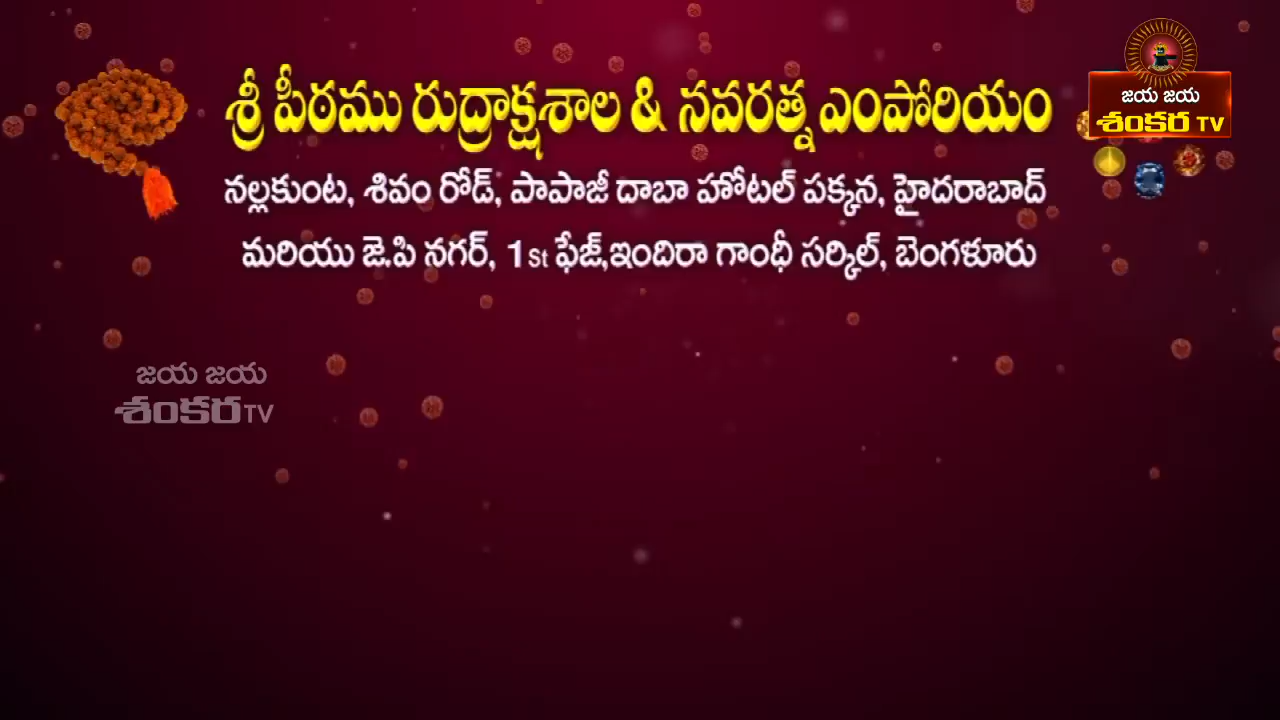 శ్రీ పీఠము రుద్రాక్షశాల & నవరత్న ఎంపోరియం
నల్లకుంట, శివం రోడ్, పాపాజీ దాబా హోటల్ పక్కన, హైదరాబాద్
మరియు జె.పి నగర్, 1st ఫేజ్,ఇందిరా గాంధీ సర్కిల్, బెంగళూరు
జయ జయ
శంకర TV
జయ జయ
శంకర TV